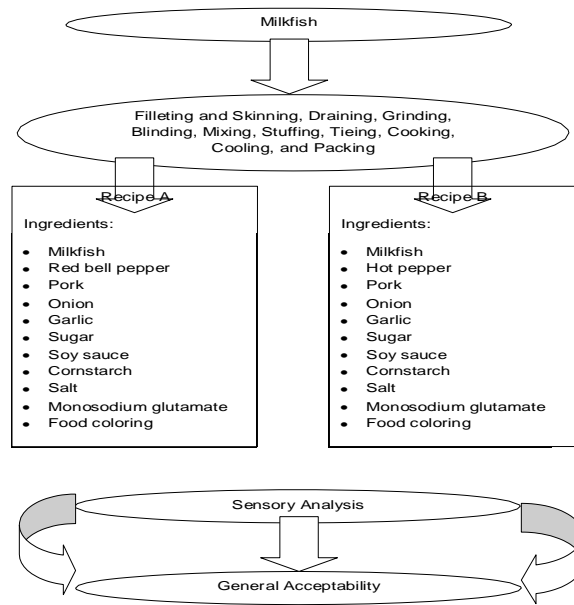 Milkfish
Filleting and Skinning, Draining, Grinding,
Blinding, Mixing, Stuffing, Tieing, Cooking,
Cooling, and Packing
Recipe A
Ingredients:
• Milkfish
• Red bell pepper
• Pork
• Onion
• Garlic
• Sugar
• Soy sauce
• Cornstarch
• Salt
• Monosodium glutamate
• Food coloring
Recipe B
Ingredients:
• Milkfish
• Hot pepper
• Pork
• Onion
• Garlic
• Sugar
• Soy sauce
• Cornstarch
• Salt
• Monosodium glutamate
• Food coloring
Sensory Analysis
General Acceptability